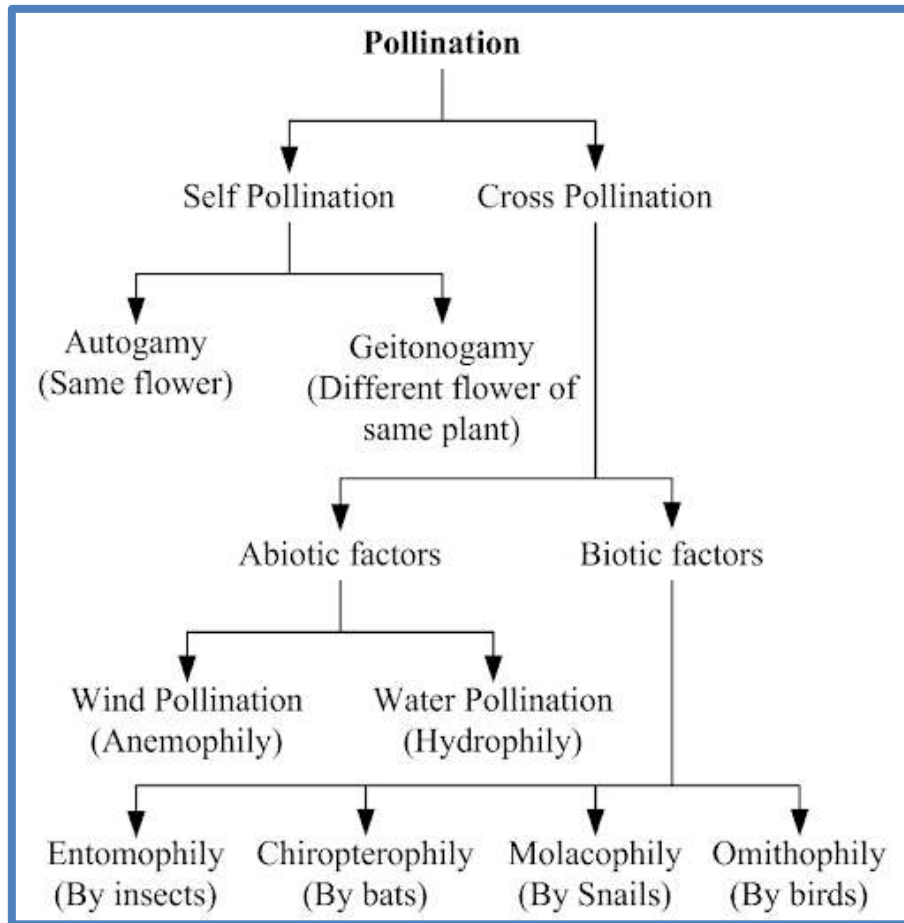 Pollination
Self Pollination
Cross Pollination
Autogamy
(Same flower)
Geitonogamy
(Different flower of
same plant)
Abiotic factors
Biotic factors
Wind Pollination
(Anemophily)
Water Pollination
(Hydrophily)
Entomophily
(By insects)
Chiropterophily
(By bats)
Molacophily
(By Snails)
Omithophily
(By birds)